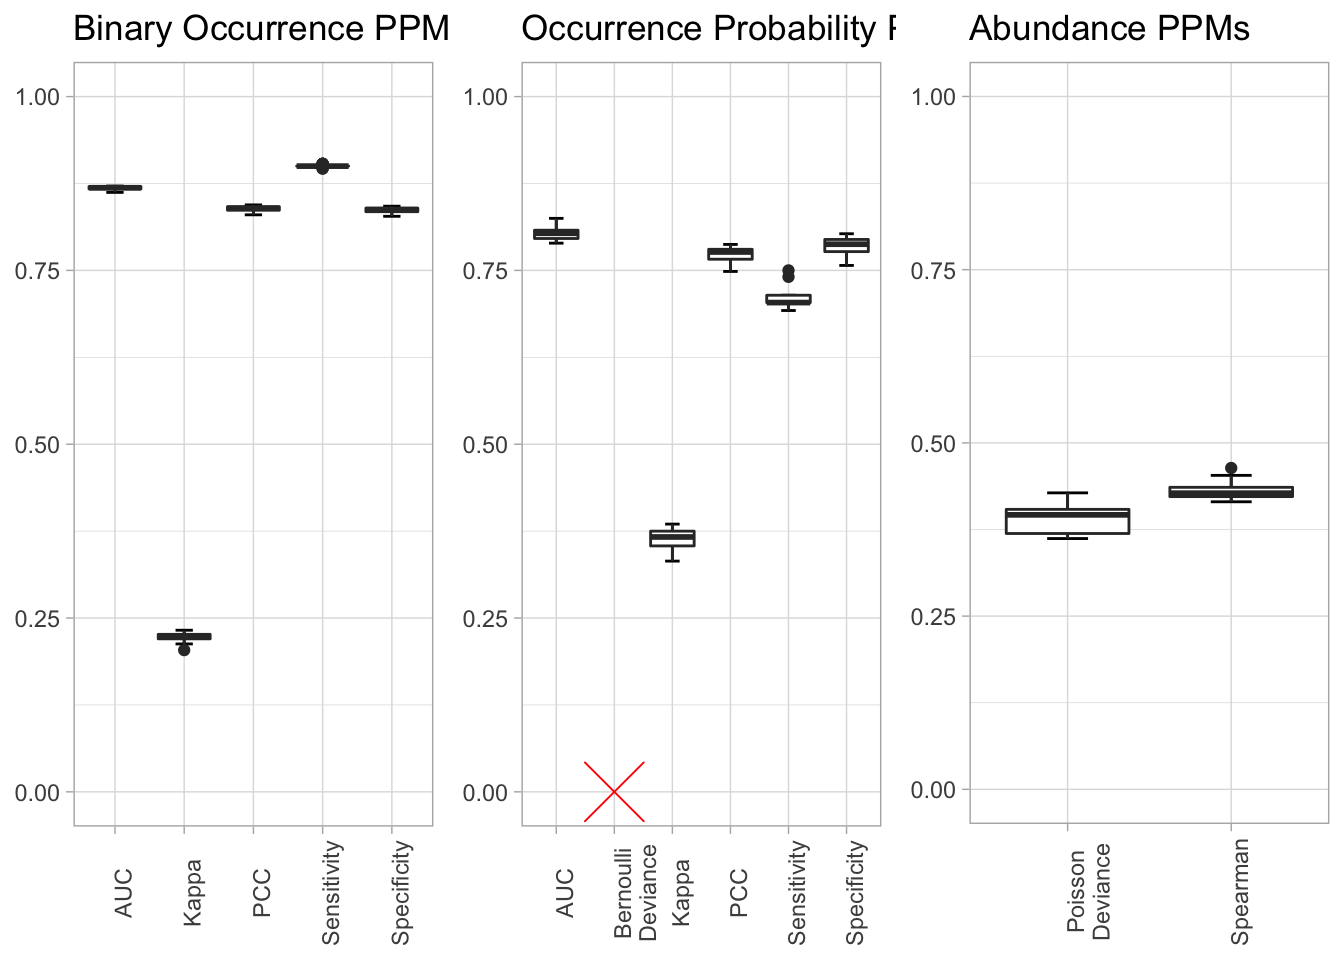 Binary Occurrence PPM
1.00
0.75
0.50
0.25
0.00
AUC
Kappa
PCC
Sensitivity
Specificity
Occurrence Probability
1.00
0.75
0.50
0.25
0.00
AUC
Bernoulli
Deviance
Kappa
PCC
Sensitivity
Specificity
Abundance PPMs
1.00
0.75
0.50
0.25
0.00
Poisson
Deviance
Spearman